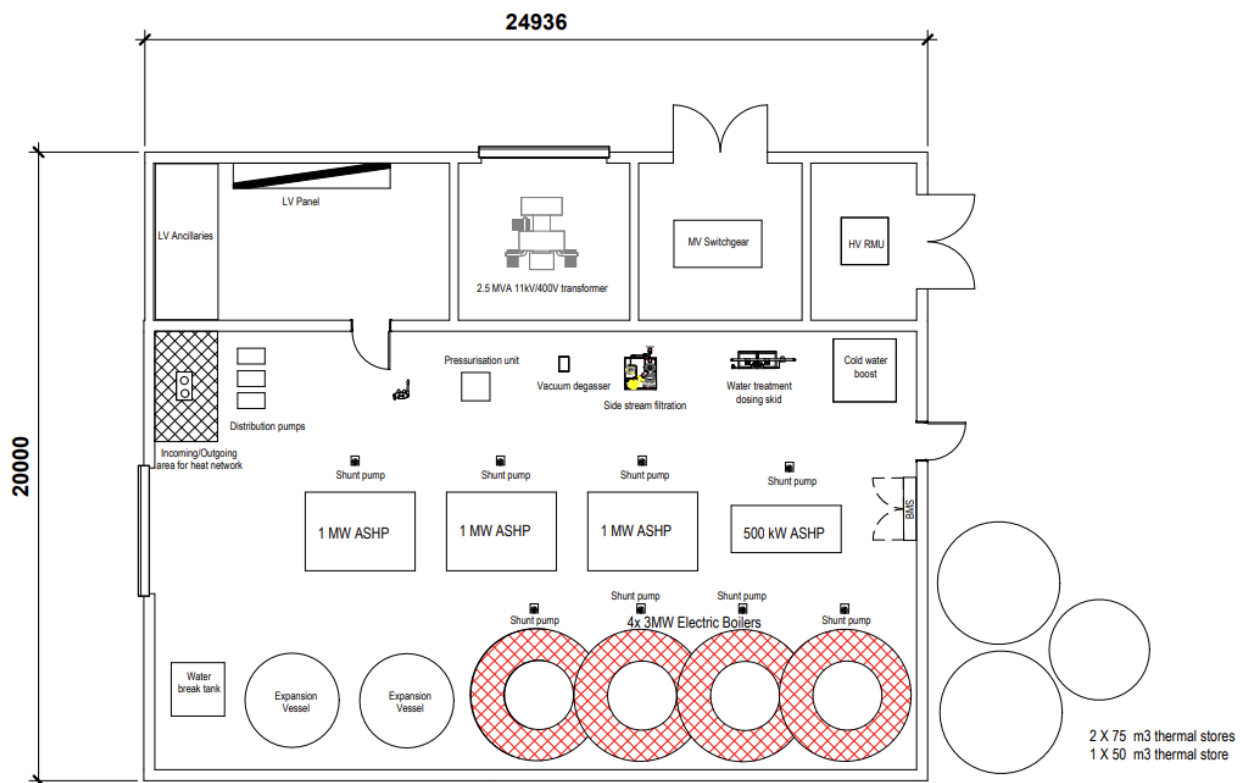 24936
20000
LV Panel
LV Ancillaries
2.5 MVA 11kV/400V transformer
MV Switchgear
HV RMU
Pressurisation unit
Vacuum degasser
Side stream filtration
Water treatment
dosing skid
Cold water
boost
Distribution pumps
Incoming/Outgoing
area for heat network
Shunt pump
Shunt pump
Shunt pump
Shunt pump
1 MW ASHP
1 MW ASHP
1 MW ASHP
500 kW ASHP
BMS
Shunt pump
Shunt pump
Shunt pump
Shunt pump
4x 3MW Electric Boilers
Water
break tank
Expansion
Vessel
Expansion
Vessel
2 X 75 m3 thermal stores
1 X 50 m3 thermal store